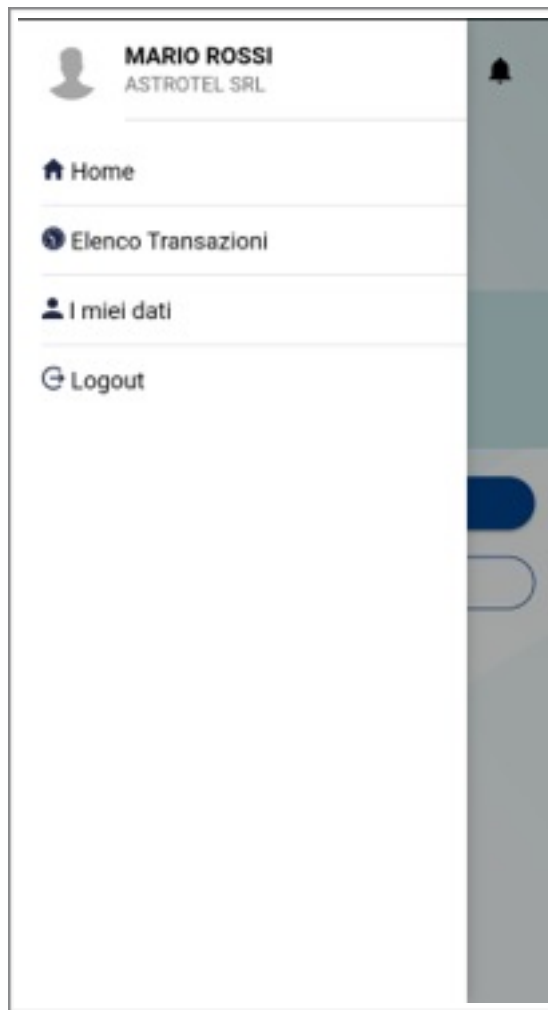 MARIO ROSSI
ASTROTEL SRL
Home
Elenco Transazioni
I miei dati
Logout